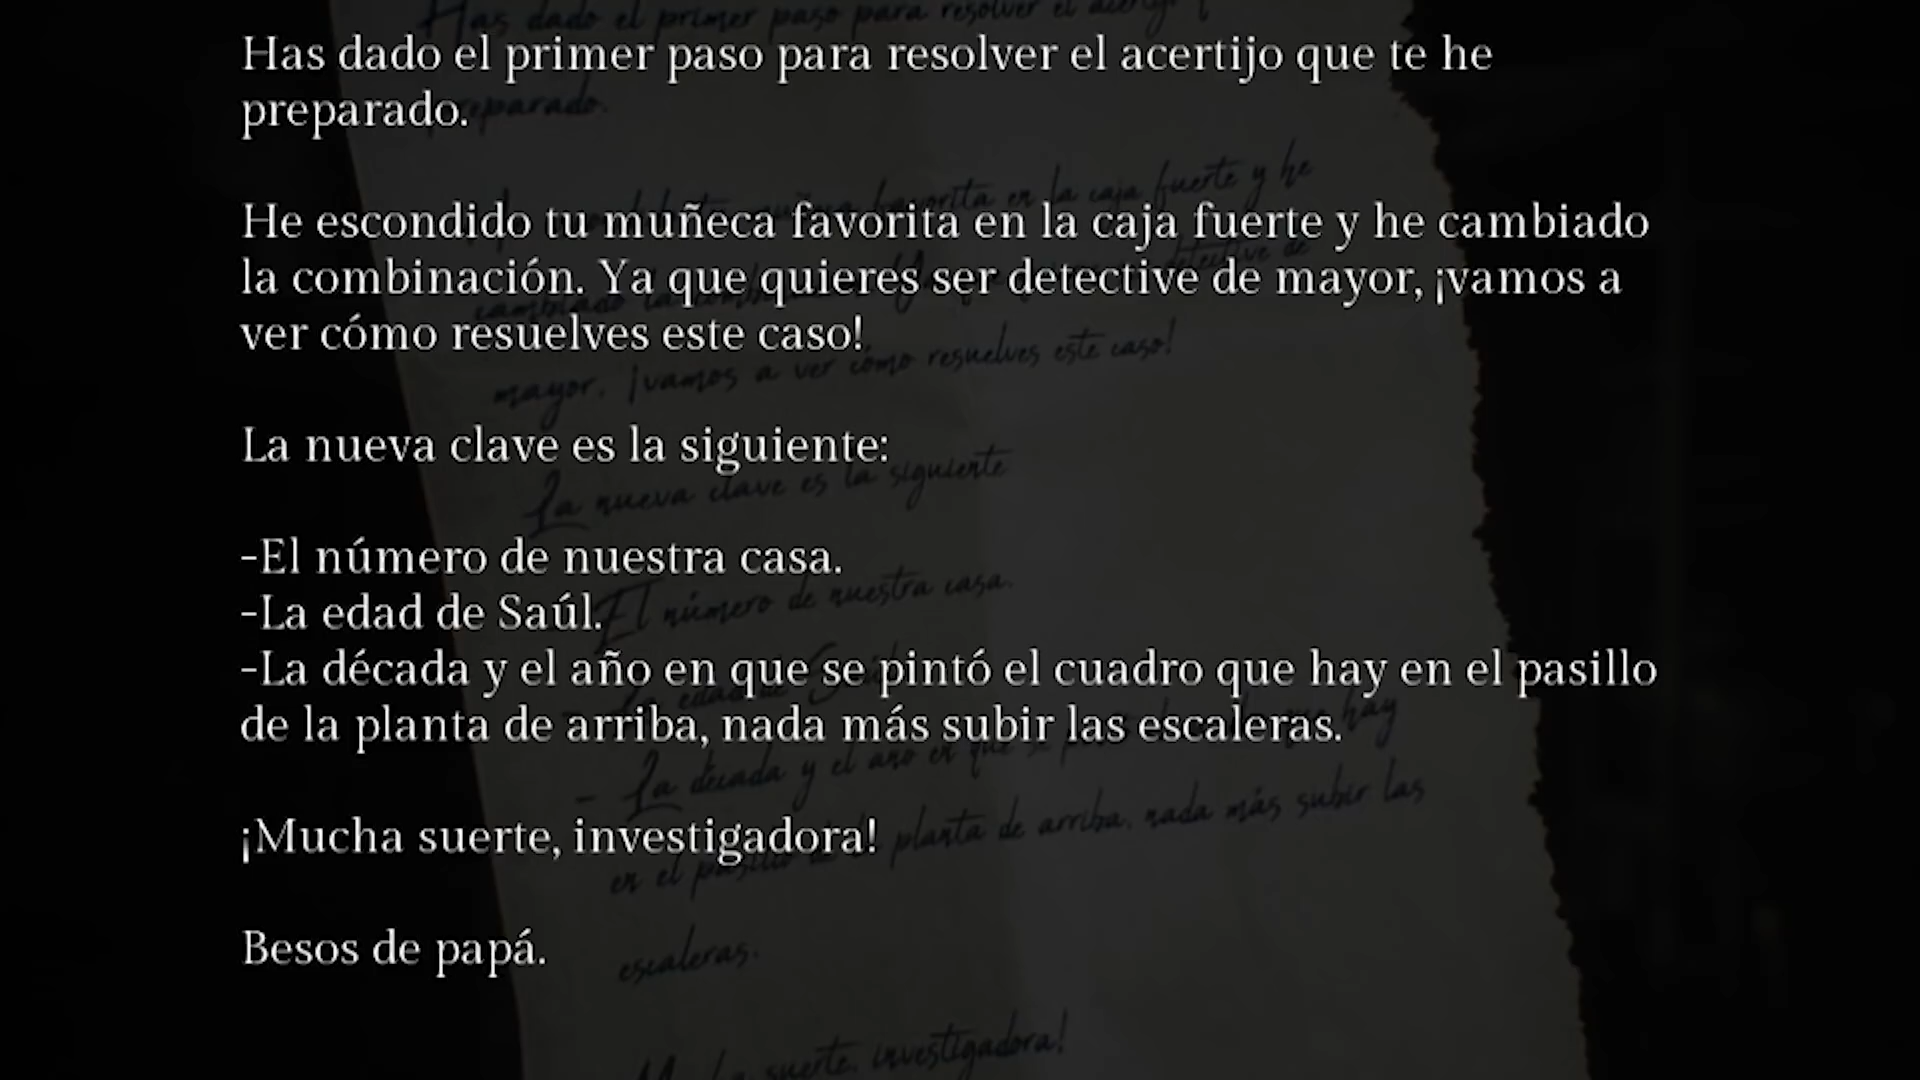 Has dado el primer paso para resolver el acertijo que te he
preparado.
He escondido tu muñeca favorita en la caja fuerte y he cambiado
la combinación. Ya que quieres ser detective de mayor, ¡vamos a
ver cómo resuelves este caso!
La nueva clave es la siguiente:
-El número de nuestra casa.
-La edad de Saúl.
-La década y el año en que se pintó el cuadro que hay en el pasillo
de la planta de arriba, nada más subir las escaleras.
¡Mucha suerte, investigadora!
Besos de papá.